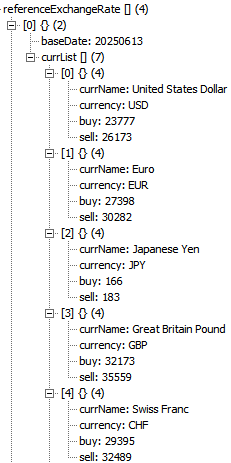 referenceExchangeRate [] (4)
[0] {} (2)
baseDate: 20250613
currList [] (7)
[0] {} (4)
currName: United States Dollar
currency: USD
buy: 23777
sell: 26173
[1] {} (4)
currName: Euro
currency: EUR
buy: 27398
sell: 30282
[2] {} (4)
currName: Japanese Yen
currency: JPY
buy: 166
sell: 183
[3] {} (4)
currName: Great Britain Pound
currency: GBP
buy: 32173
sell: 35559
[4] {} (4)
currName: Swiss Franc
currency: CHF
buy: 29395
sell: 32489